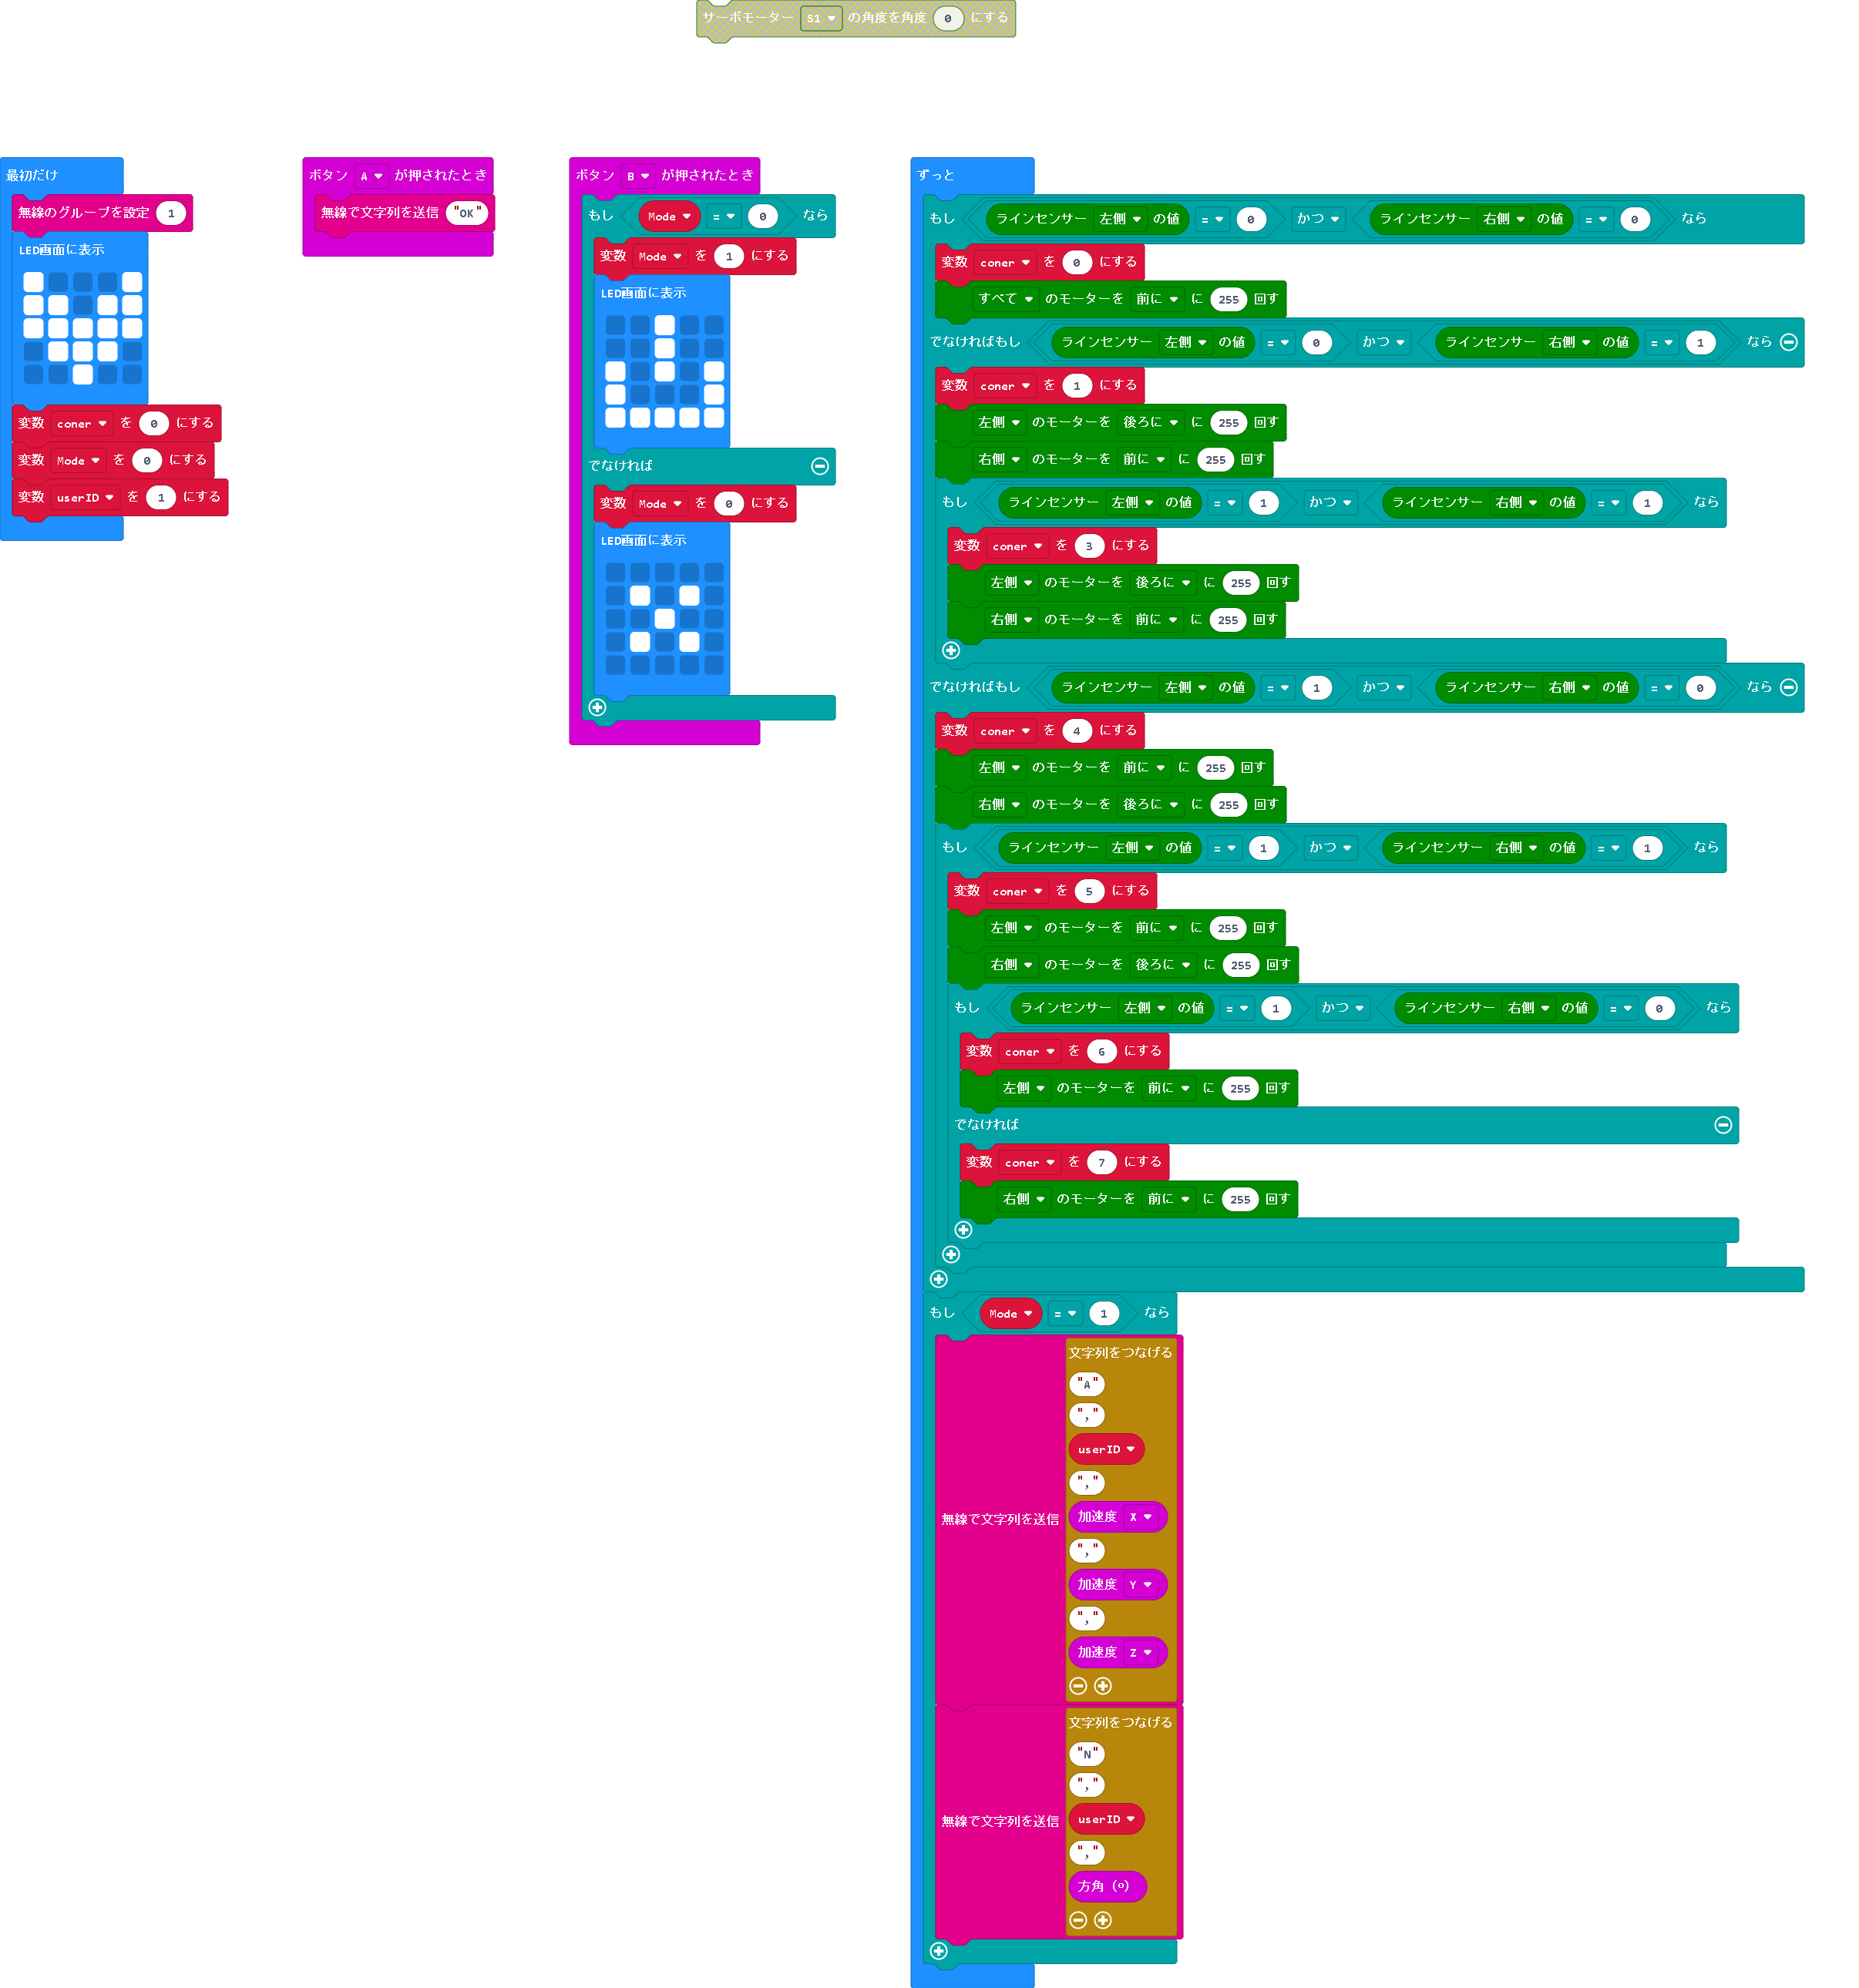 サーボモーター S1 の角度を角度 0 にする
最初だけ
無線のグループを設定 1
LED画面に表示
変数 coner を 0 にする
変数 Mode を 0 にする
変数 userID を 1 にする
ボタン A が押されたとき
無線で文字列を送信 "OK"
ボタン B が押されたとき
もし Mode = 0 なら
変数 Mode を 1 にする
LED画面に表示
でなければ
変数 Mode を 0 にする
LED画面に表示
ずっと
もし ラインセンサー 左側 の値 = 0 かつ ラインセンサー 右側 の値 = 0 なら
変数 coner を 0 にする
すべて のモーターを 前に に 255 回す
でなければもし ラインセンサー 左側 の値 = 0 かつ ラインセンサー 右側 の値 = 1 なら
変数 coner を 1 にする
左側 のモーターを 後ろに に 255 回す
右側 のモーターを 前に に 255 回す
もし ラインセンサー 左側 の値 = 1 かつ ラインセンサー 右側 の値 = 1 なら
変数 coner を 3 にする
左側 のモーターを 後ろに に 255 回す
右側 のモーターを 前に に 255 回す
でなければもし ラインセンサー 左側 の値 = 1 かつ ラインセンサー 右側 の値 = 0 なら
変数 coner を 4 にする
左側 のモーターを 前に に 255 回す
右側 のモーターを 後ろに に 255 回す
もし ラインセンサー 左側 の値 = 1 かつ ラインセンサー 右側 の値 = 1 なら
変数 coner を 5 にする
左側 のモーターを 前に に 255 回す
右側 のモーターを 後ろに に 255 回す
もし ラインセンサー 左側 の値 = 1 かつ ラインセンサー 右側 の値 = 0 なら
変数 coner を 6 にする
左側 のモーターを 前に に 255 回す
でなければ
変数 coner を 7 にする
右側 のモーターを 前に に 255 回す
もし Mode = 1 なら
無線で文字列を送信
文字列をつなげる
"A"
","
userID
","
加速度 X
","
加速度 Y
","
加速度 Z
無線で文字列を送信
文字列をつなげる
"N"
","
userID
","
方角 (°)